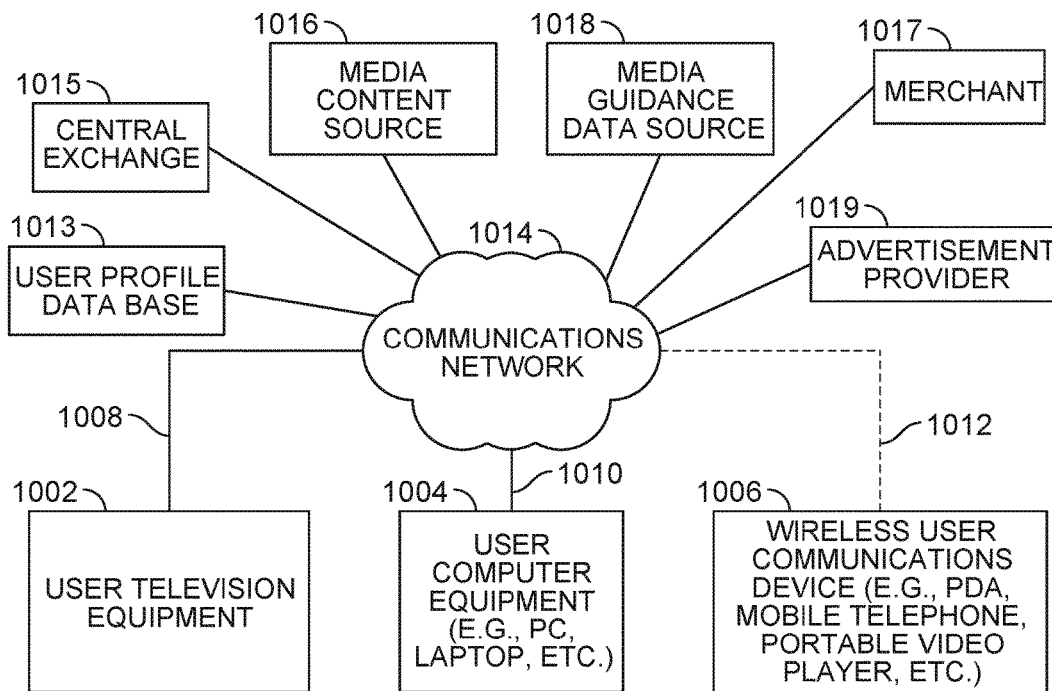 1016
MEDIA
CONTENT
SOURCE
1018
MEDIA
GUIDANCE
DATA SOURCE
1017
MERCHANT
1015
CENTRAL
EXCHANGE
1013
USER PROFILE
DATA BASE
1014
COMMUNICATIONS
NETWORK
1019
ADVERTISEMENT
PROVIDER
1008
1010
1012
1002
USER TELEVISION
EQUIPMENT
1004
USER
COMPUTER
EQUIPMENT
(E.G., PC,
LAPTOP, ETC.)
1006
WIRELESS USER
COMMUNICATIONS
DEVICE (E.G., PDA,
MOBILE TELEPHONE,
PORTABLE VIDEO
PLAYER, ETC.)